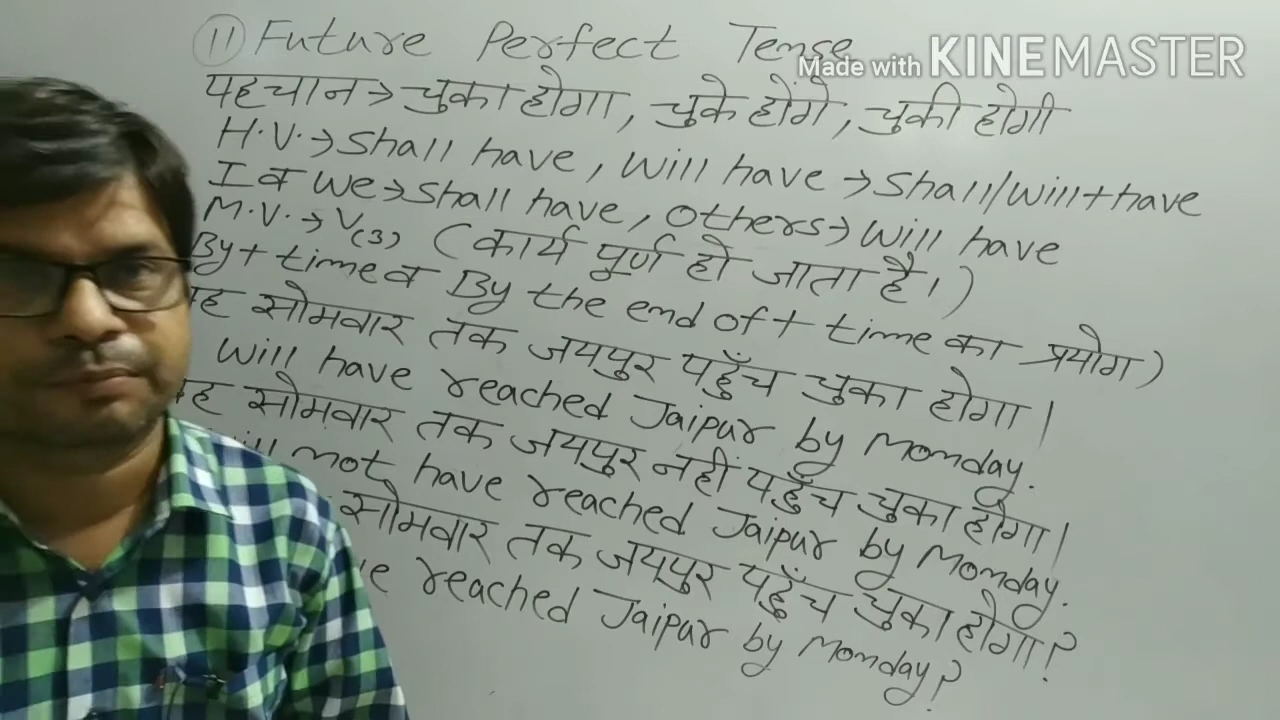 11 Future Perfect Tense
Made with KINEMASTER
पहचान → चुका होगा, चुके होंगे, चुकी होगी
H.V. → Shall have, Will have → Shall/Will+have
I व We → Shall have, Others → Will have
M.V. → V(3) (कार्य पूर्ण हो जाता है।)
By + time व By the end of + time का प्रयोग)
सोमवार तक जयपुर पहुँच चुका होगा।
Will have reached Jaipur by Monday.
सोमवार तक जयपुर नहीं पहुँच चुका होगा।
not have reached Jaipur by Monday.
सोमवार तक जयपुर पहुँच चुका होगा?
reached Jaipur by Monday?